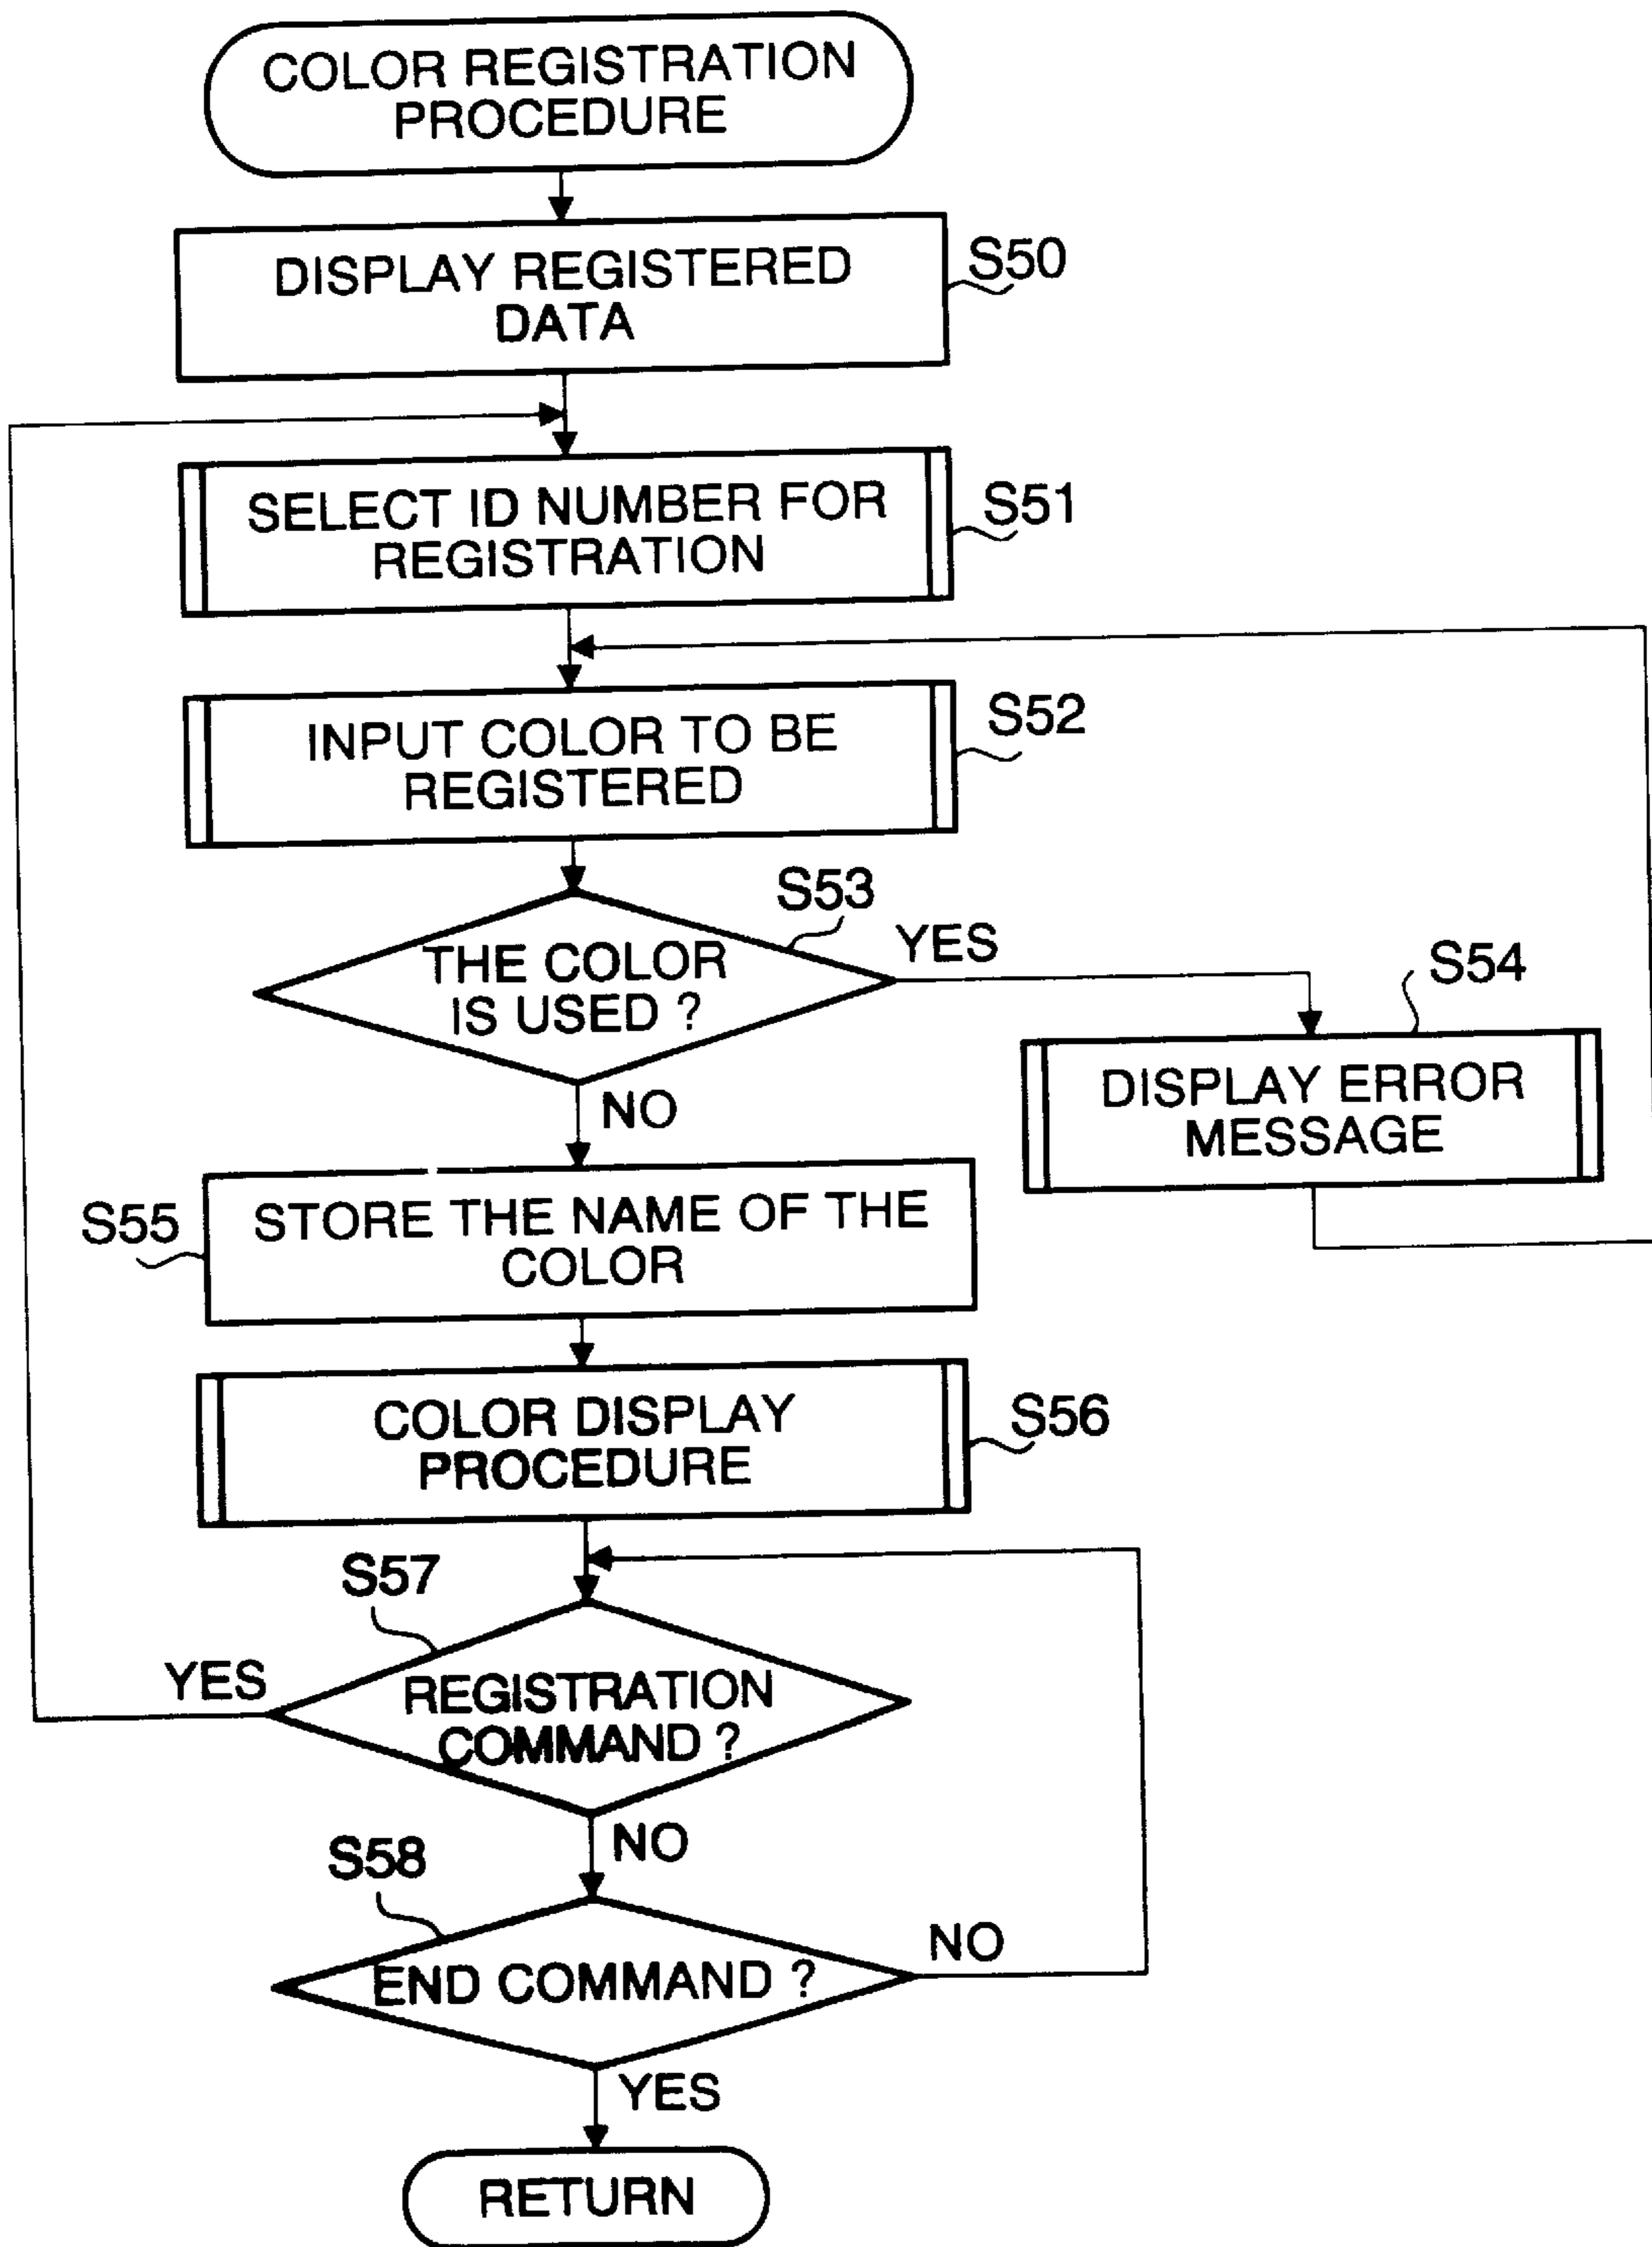 COLOR REGISTRATION
PROCEDURE
DISPLAY REGISTERED
DATA
S50
SELECT ID NUMBER FOR
REGISTRATION
S51
INPUT COLOR TO BE
REGISTERED
S52
THE COLOR
IS USED ?
S53
YES
NO
DISPLAY ERROR
MESSAGE
S54
S55
STORE THE NAME OF THE
COLOR
COLOR DISPLAY
PROCEDURE
S56
S57
YES
REGISTRATION
COMMAND ?
NO
S58
END COMMAND ?
NO
YES
RETURN